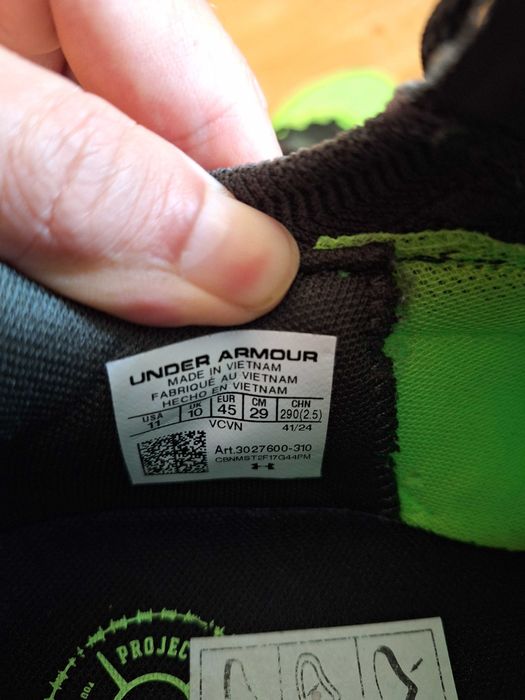 UNDER ARMOUR
MADE IN VIETNAM
FABRIQUÉ AU VIETNAM
HECHO EN VIETNAM
USA UK EUR CM CHN
11 10 45 29 290(2.5)
VCVN 41/24
Art.3027600-310
CBNMST2F17G44PM
PROJEC